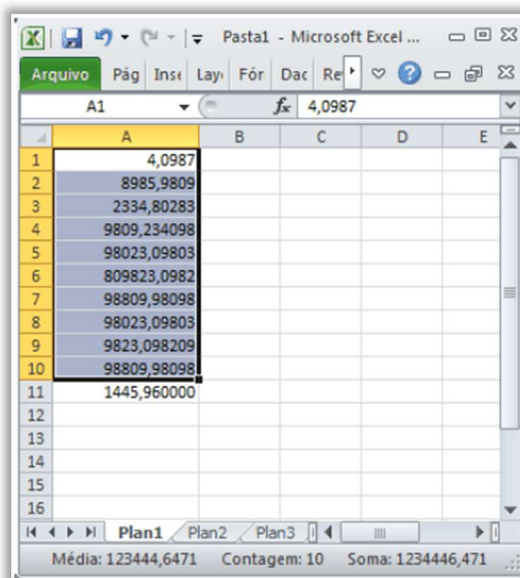 Pasta1 - Microsoft Excel ...
Arquivo Pág Inse Layo Fór Dac Re
A1 fx 4,0987
A B C D E
1 4,0987
2 8985,9809
3 2334,80283
4 9809,234098
5 98023,09803
6 809823,0982
7 98809,98098
8 98023,09803
9 9823,098209
10 98809,98098
11 1445,960000
12
13
14
15
16
Plan1 Plan2 Plan3
Média: 123444,6471 Contagem: 10 Soma: 1234446,471